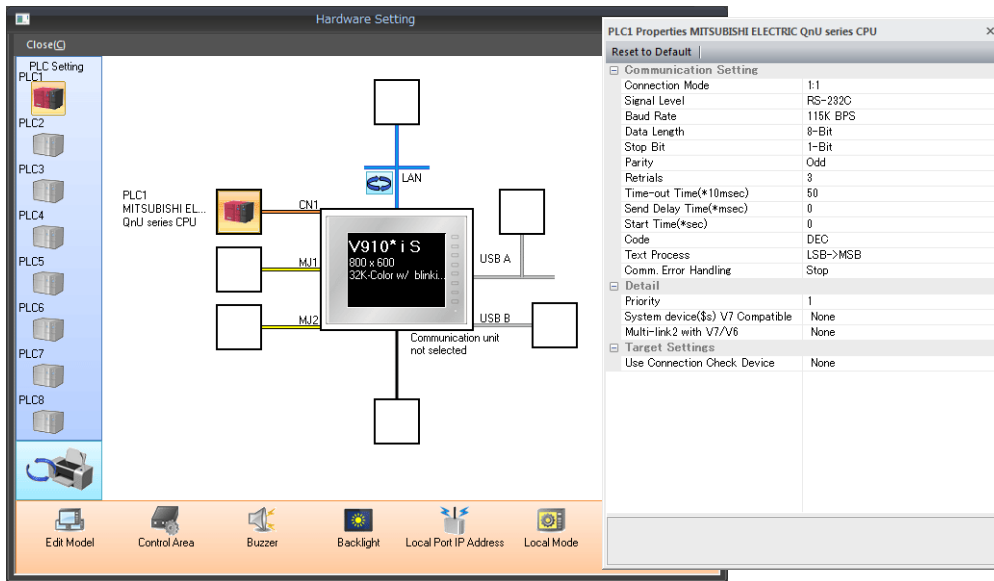 Hardware Setting
Close(C)
PLC Setting
PLC1
PLC2
PLC3
PLC4
PLC5
PLC6
PLC7
PLC8
LAN
PLC1
MITSUBISHI EL...
QnU series CPU
CN1
MJ1
MJ2
V910* i S
800 x 600
32K-Color w/ blinki...
USB A
USB B
Communication unit
not selected
Edit Model
Control Area
Buzzer
Backlight
Local Port IP Address
Local Mode
PLC1 Properties MITSUBISHI ELECTRIC QnU series CPU
Reset to Default
Communication Setting
Connection Mode 1:1
Signal Level RS-232C
Baud Rate 115K BPS
Data Length 8-Bit
Stop Bit 1-Bit
Parity Odd
Retrials 3
Time-out Time(*10msec) 50
Send Delay Time(*msec) 0
Start Time(*sec) 0
Code DEC
Text Process LSB->MSB
Comm. Error Handling Stop
Detail
Priority 1
System device($s) V7 Compatible None
Multi-link2 with V7/V6 None
Target Settings
Use Connection Check Device None